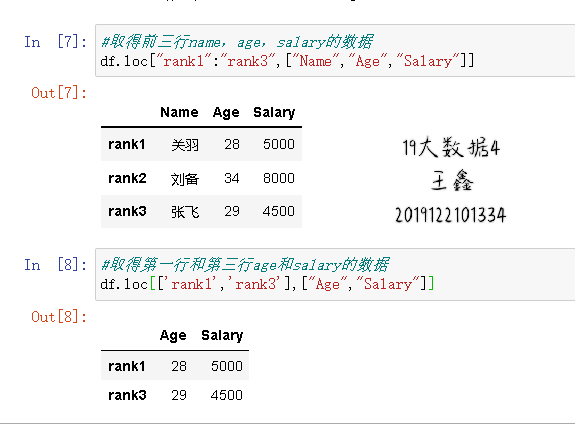 In [7]: #取得前三行name，age，salary的数据
df.loc["rank1":"rank3",["Name","Age","Salary"]]
Out[7]:
Name Age Salary
rank1 关羽 28 5000
rank2 刘备 34 8000
rank3 张飞 29 4500
19大数据4
王鑫
2019122101334
In [8]: #取得第一行和第三行age和salary的数据
df.loc[['rank1','rank3'],["Age","Salary"]]
Out[8]:
Age Salary
rank1 28 5000
rank3 29 4500